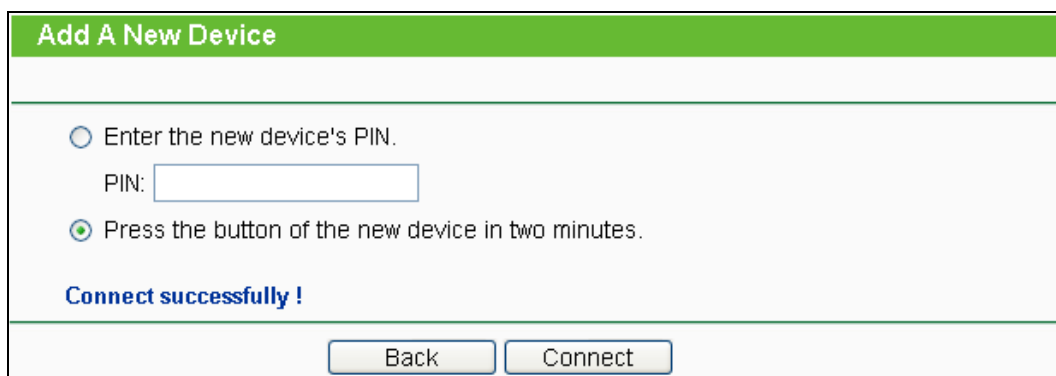 Add A New Device
Enter the new device's PIN.
PIN:
Press the button of the new device in two minutes.
Connect successfully !
Back Connect